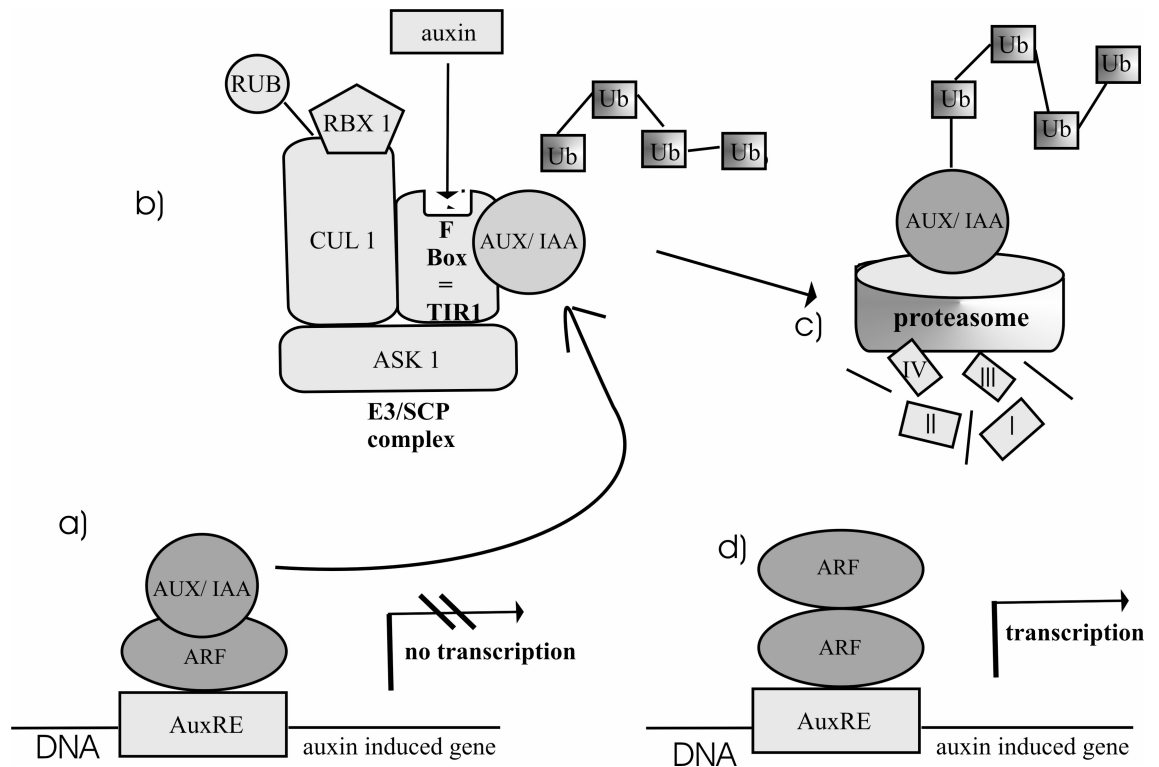 auxin
RUB
RBX 1
Ub
Ub
Ub
Ub
b)
CUL 1
F
Box
=
TIR1
AUX/ IAA
ASK 1
E3/SCP
complex
Ub
Ub
Ub
Ub
AUX/ IAA
c)
proteasome
IV
III
II
I
a)
AUX/ IAA
ARF
no transcription
AuxRE
DNA
auxin induced gene
d)
ARF
ARF
transcription
AuxRE
DNA
auxin induced gene